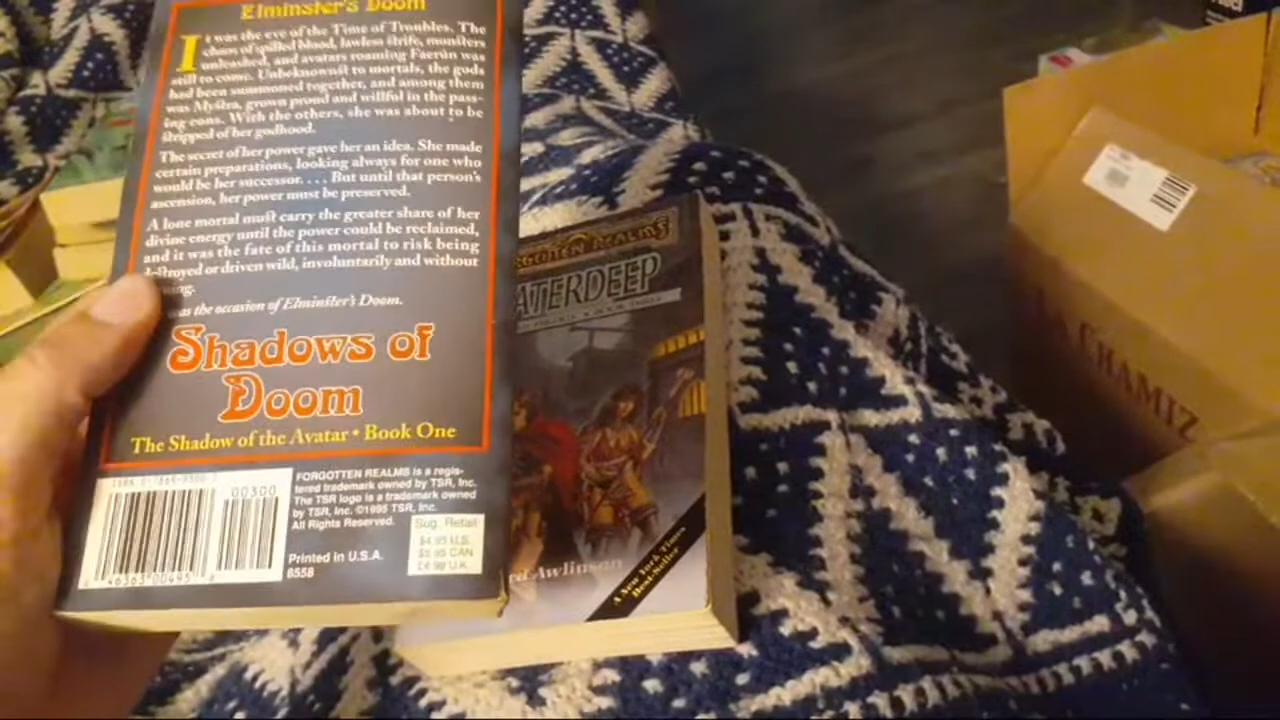 Elminster's Doom
It was the eve of the Time of Troubles. The
chaos of spilled blood, lawless strife, monsters
unleashed, and avatars roaming Faerûn was
still to come. Unbeknownst to mortals, the gods
had been summoned together, and among them
was Mystra, grown proud and willful in the pass-
ing eons. With the others, she was about to be
stripped of her godhood.
The secret of her power gave her an idea. She made
certain preparations, looking always for one who
would be her successor. . . . But until that person's
ascension, her power must be preserved.
A lone mortal must carry the greater share of her
divine energy until the power could be reclaimed,
and it was the fate of this mortal to risk being
destroyed or driven wild, involuntarily and without
ning.
was the occasion of Elminster's Doom.
Shadows of
Doom
The Shadow of the Avatar • Book One
FORGOTTEN REALMS is a regis-
tered trademark owned by TSR, Inc.
The TSR logo is a trademark owned
by TSR, Inc. ©1995 TSR, Inc.
All Rights Reserved.
Printed in U.S.A.
8558
00300
Sug. Retail
$4.95 U.S.
$5.95 CAN
£4.99 U.K.
RGOTTEN REALMS
ATERDEEP
Awlinson
A New York Times
Best-Seller
CHAMIZ